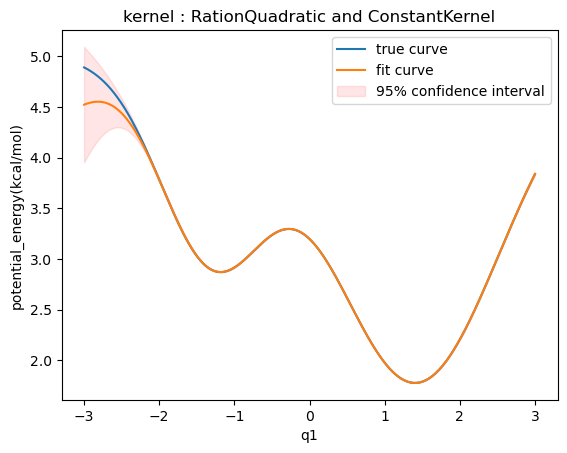 kernel : RationQuadratic and ConstantKernel
true curve
fit curve
95% confidence interval
potential_energy(kcal/mol)
5.0
4.5
4.0
3.5
3.0
2.5
2.0
−3
−2
−1
0
1
2
3
q1